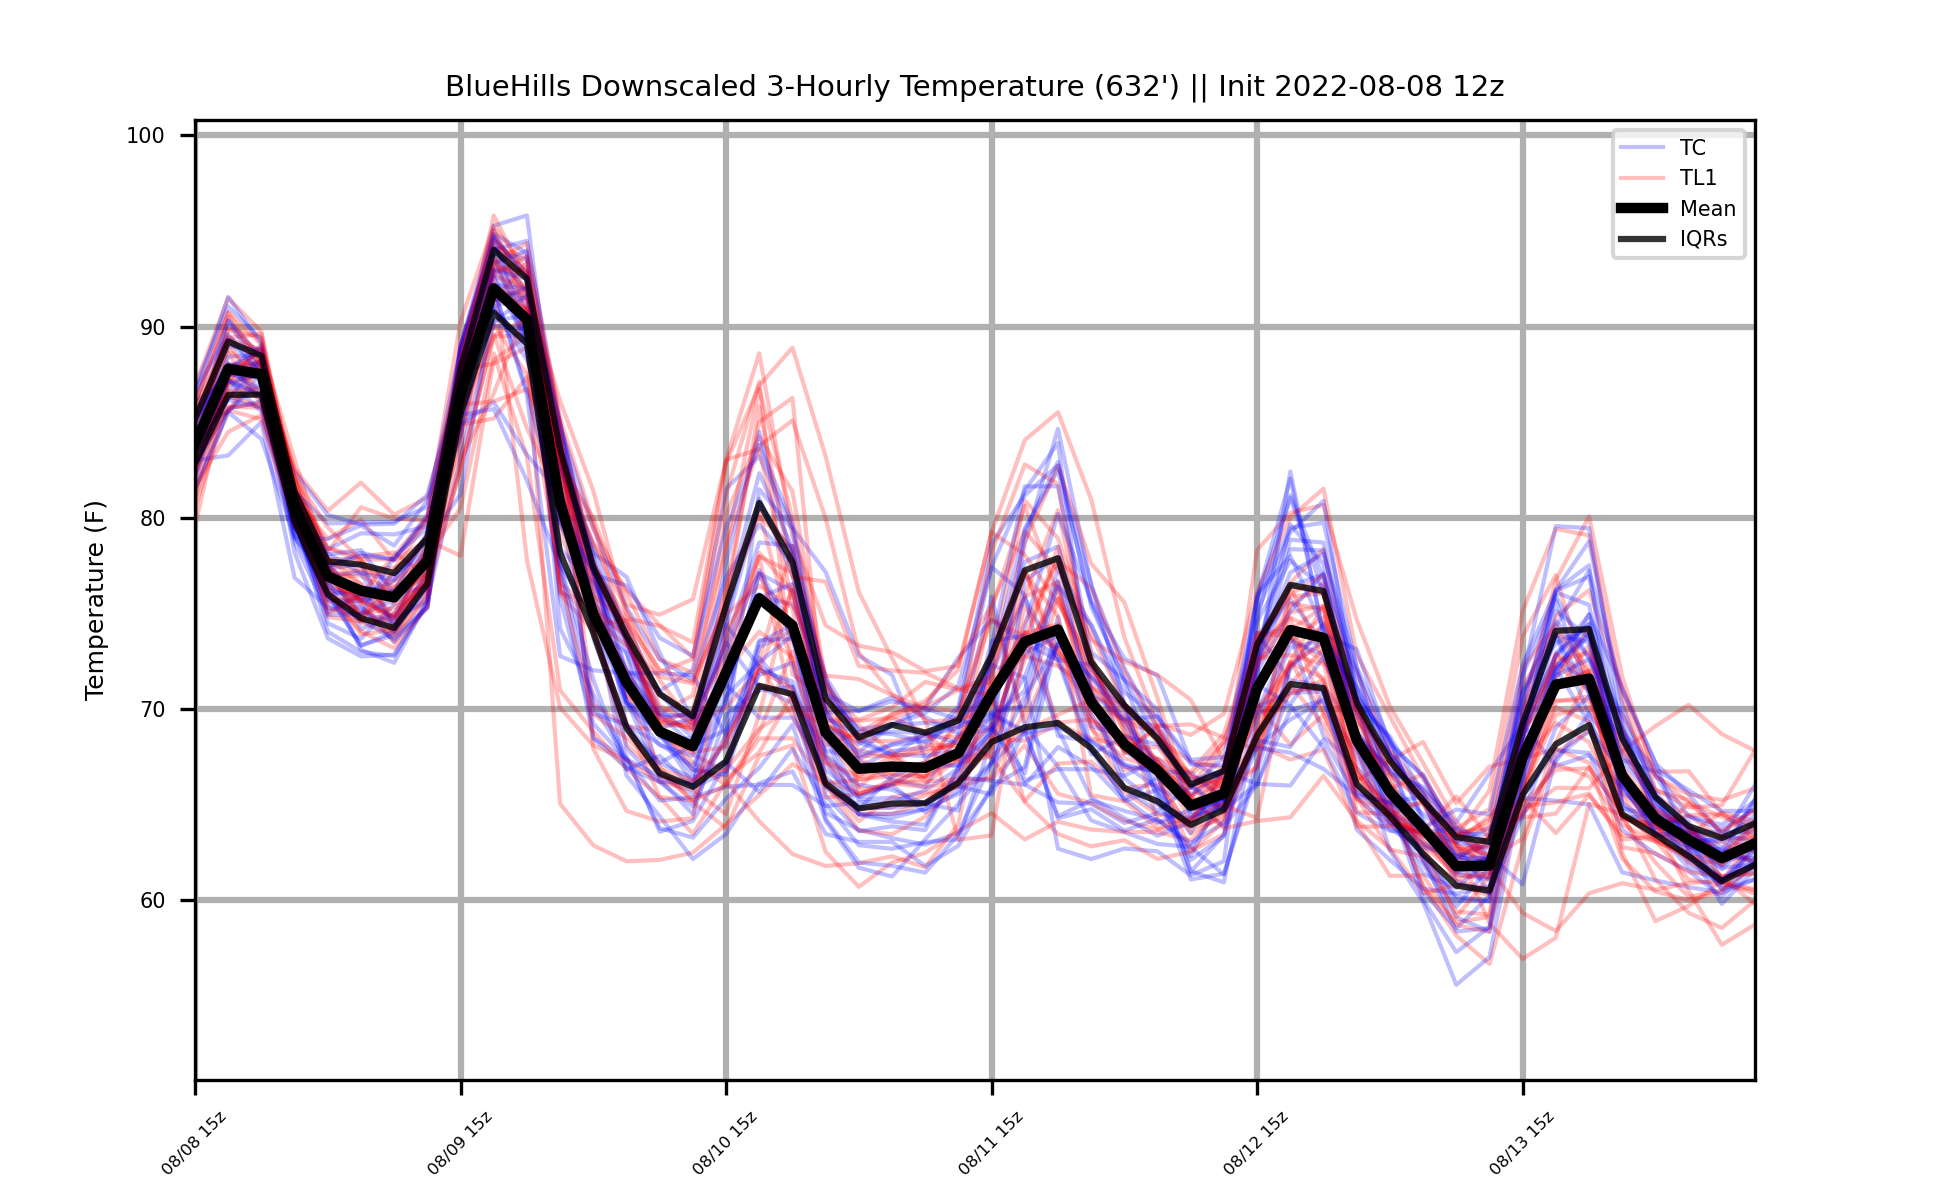 BlueHills Downscaled 3-Hourly Temperature (632') || Init 2022-08-08 12z
TC
TL1
Mean
IQRs
100
90
80
70
60
Temperature (F)
08/08 15z
08/09 15z
08/10 15z
08/11 15z
08/12 15z
08/13 15z